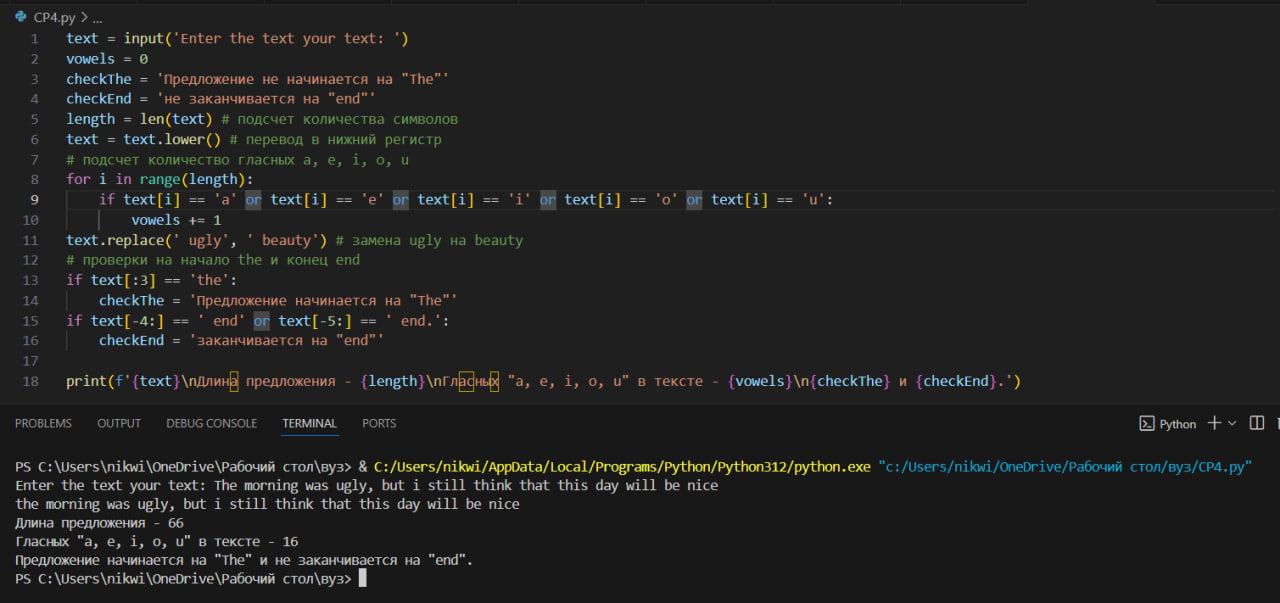 CP4.py > ...
1 text = input('Enter the text your text: ')
2 vowels = 0
3 checkThe = 'Предложение не начинается на "The"'
4 checkEnd = 'не заканчивается на "end"'
5 length = len(text) # подсчет количества символов
6 text = text.lower() # перевод в нижний регистр
7 # подсчет количество гласных a, e, i, o, u
8 for i in range(length):
9     if text[i] == 'a' or text[i] == 'e' or text[i] == 'i' or text[i] == 'o' or text[i] == 'u':
10         vowels += 1
11 text.replace(' ugly', ' beauty') # замена ugly на beauty
12 # проверки на начало the и конец end
13 if text[:3] == 'the':
14     checkThe = 'Предложение начинается на "The"'
15 if text[-4:] == ' end' or text[-5:] == ' end.':
16     checkEnd = 'заканчивается на "end"'
17
18 print(f'{text}\nДлина предложения - {length}\nГласных "a, e, i, o, u" в тексте - {vowels}\n{checkThe} и {checkEnd}.')
PROBLEMS OUTPUT DEBUG CONSOLE TERMINAL PORTS Python
PS C:\Users\nikwi\OneDrive\Рабочий стол\вуз> & C:/Users/nikwi/AppData/Local/Programs/Python/Python312/python.exe "c:/Users/nikwi/OneDrive/Рабочий стол/вуз/CP4.py"
Enter the text your text: The morning was ugly, but i still think that this day will be nice
the morning was ugly, but i still think that this day will be nice
Длина предложения - 66
Гласных "a, e, i, o, u" в тексте - 16
Предложение начинается на "The" и не заканчивается на "end".
PS C:\Users\nikwi\OneDrive\Рабочий стол\вуз>